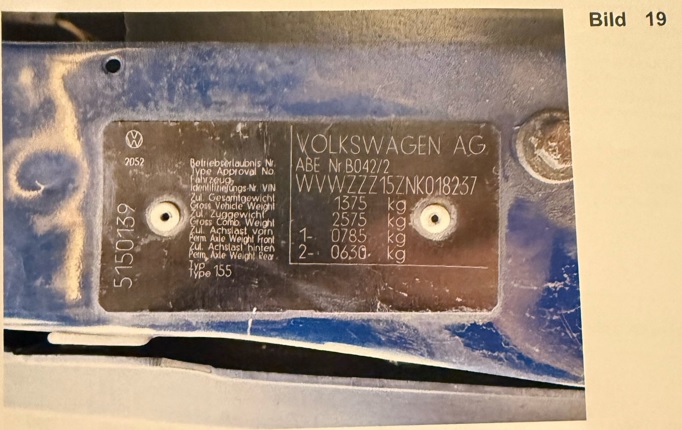 Bild 19
2052
5150139
Betriebserlaubnis Nr.
Type Approval No.
Fahrzeug-
Identifizierungs-Nr. VIN
Zul. Gesamtgewicht
Gross Vehicle Weight
Zul. Zuggewicht
Gross Comb. Weight
Zul. Achslast vorn
Perm. Axle Weight Front
Zul. Achslast hinten
Perm. Axle Weight Rear
Typ
Type 155
VOLKSWAGEN AG
ABE Nr B042/2
WVWZZZ15ZNK018237
1375 kg
2575 kg
1- 0785 kg
2- 0630 kg